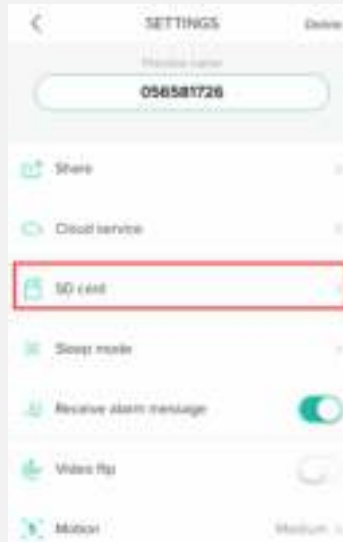 SETTINGS
Delete
056581726
Share
Cloud service
SD card
Sleep mode
Receive alarm message
Video flip
Motion
Medium